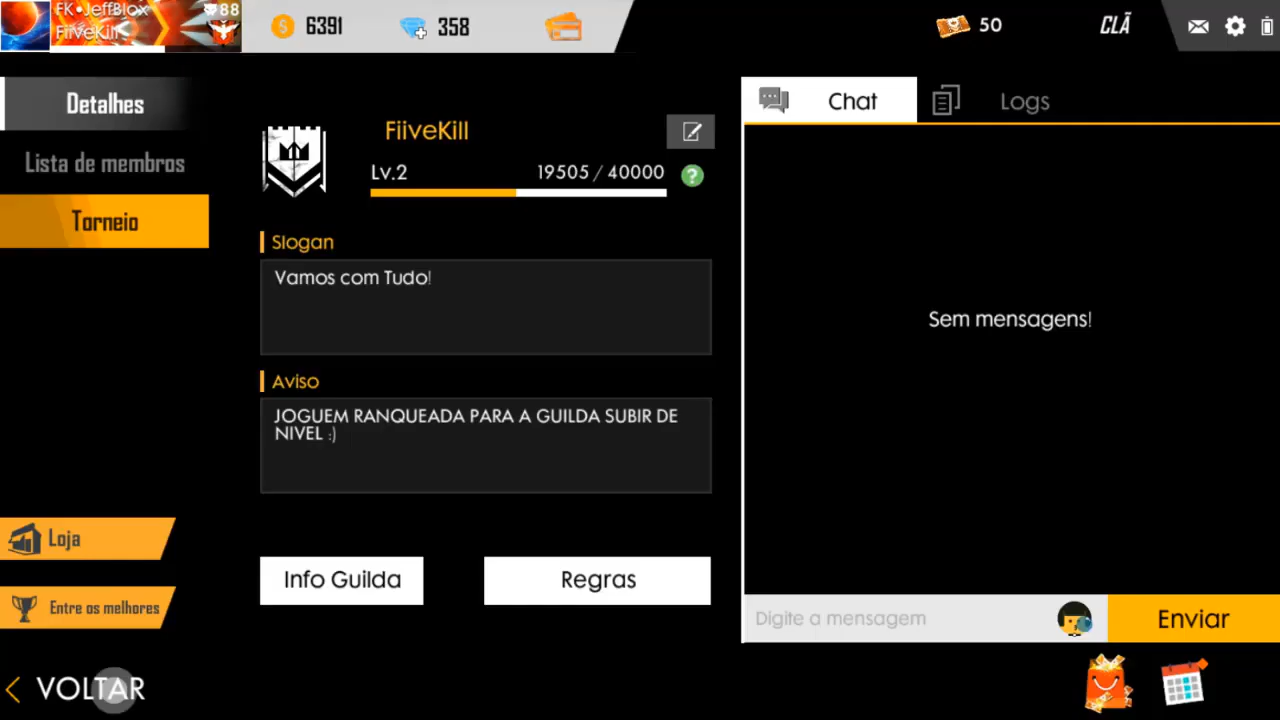 FK•JeffBlox
88
FiiveKill
6391
358
50
CLÃ
Detalhes
Lista de membros
Torneio
FiiveKill
Lv.2
19505 / 40000
?
Slogan
Vamos com Tudo!
Aviso
JOGUEM RANQUEADA PARA A GUILDA SUBIR DE
NIVEL :)
Info Guilda
Regras
Chat
Logs
Sem mensagens!
Digite a mensagem
Enviar
Loja
Entre os melhores
VOLTAR